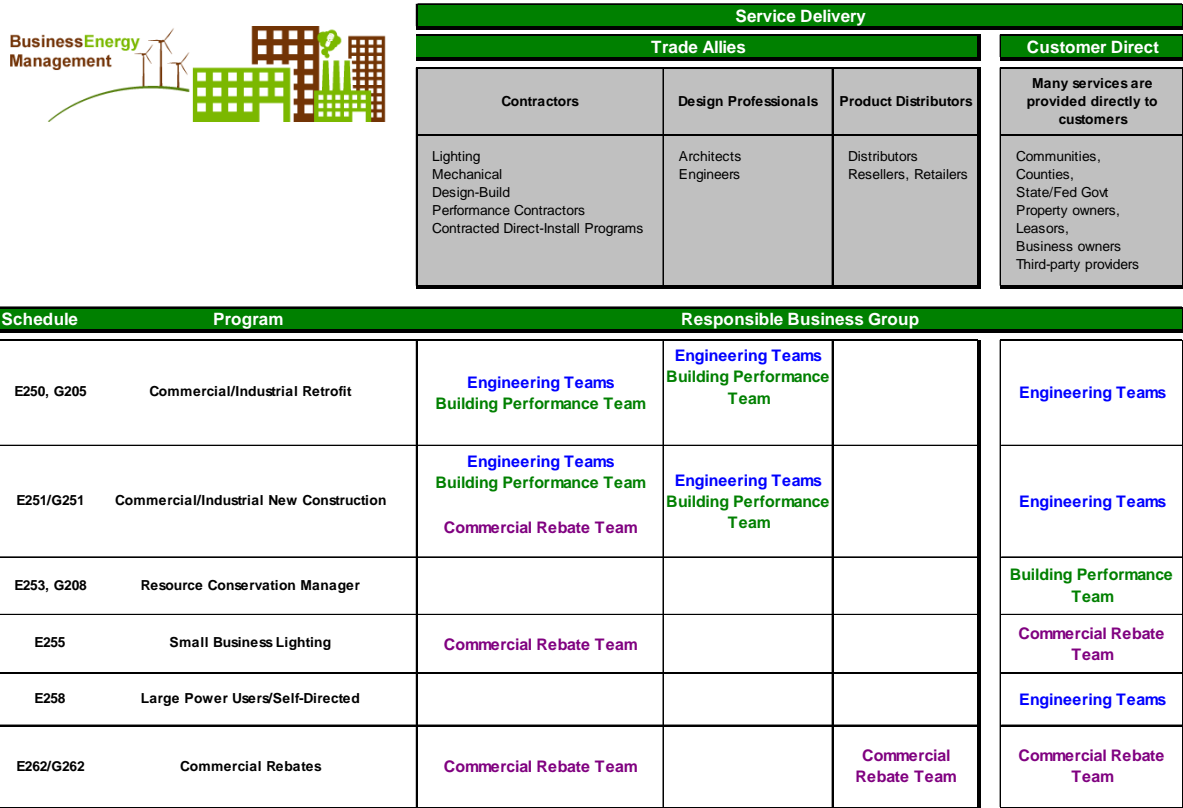 BusinessEnergy
Management
Service Delivery
Trade Allies
Customer Direct
Contractors
Design Professionals
Product Distributors
Many services are
provided directly to
customers
Lighting
Mechanical
Design-Build
Performance Contractors
Contracted Direct-Install Programs
Architects
Engineers
Distributors
Resellers, Retailers
Communities,
Counties,
State/Fed Govt
Property owners,
Leasors,
Business owners
Third-party providers
Schedule
Program
Responsible Business Group
E250, G205
Commercial/Industrial Retrofit
Engineering Teams
Building Performance Team
Engineering Teams
Building Performance
Team
Engineering Teams
E251/G251
Commercial/Industrial New Construction
Engineering Teams
Building Performance Team
Commercial Rebate Team
Engineering Teams
Building Performance
Team
Engineering Teams
E253, G208
Resource Conservation Manager
Building Performance
Team
E255
Small Business Lighting
Commercial Rebate Team
Commercial Rebate
Team
E258
Large Power Users/Self-Directed
Engineering Teams
E262/G262
Commercial Rebates
Commercial Rebate Team
Commercial
Rebate Team
Commercial Rebate
Team